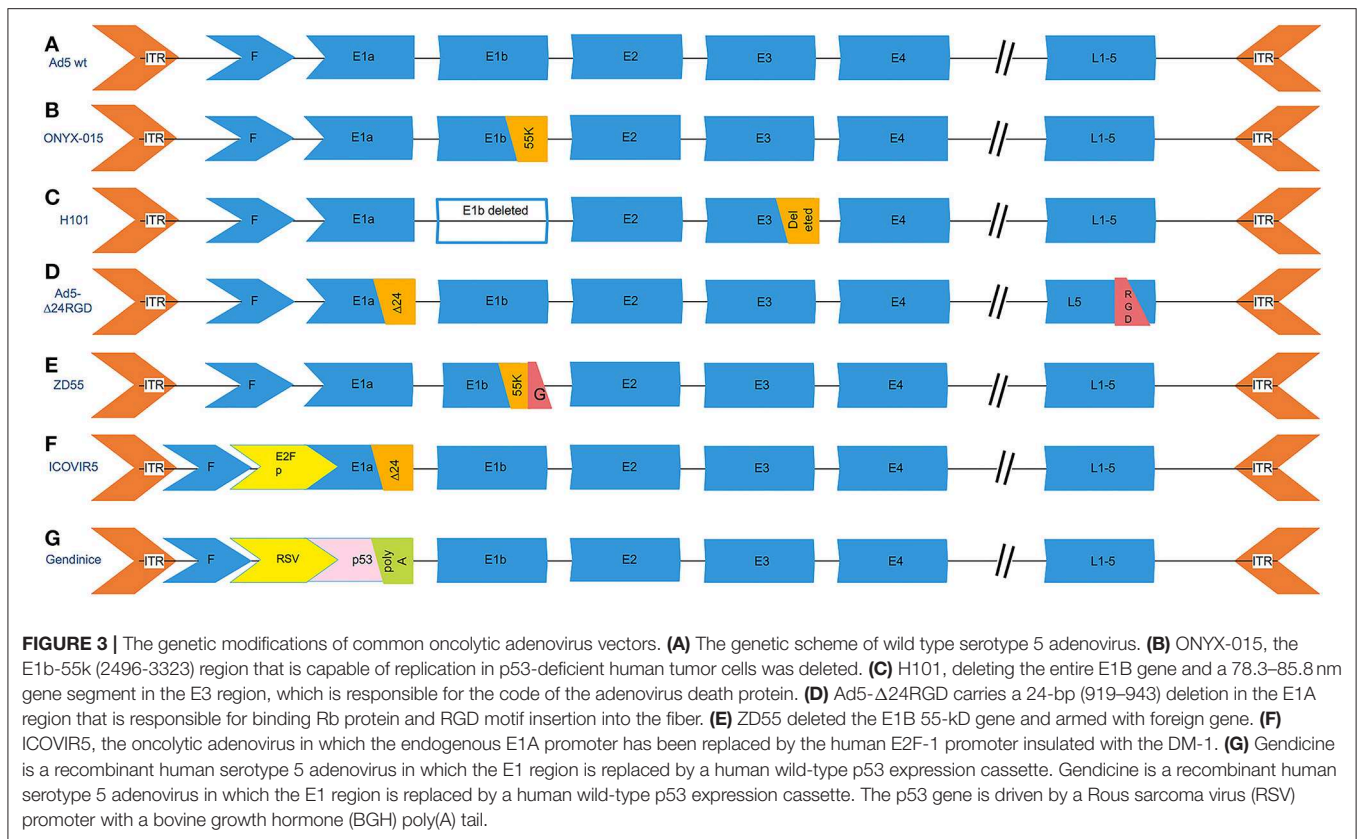 A
Ad5 wt
ITR
F
E1a
E1b
E2
E3
E4
//
L1-5
ITR
B
ONYX-015
ITR
F
E1a
E1b
55K
E2
E3
E4
//
L1-5
ITR
C
H101
ITR
F
E1a
E1b deleted
E2
E3
Del
eted
E4
//
L1-5
ITR
D
Ad5-
Δ24RGD
ITR
F
E1a
Δ24
E1b
E2
E3
E4
//
L5
R
G
D
ITR
E
ZD55
ITR
F
E1a
E1b
55K
G
E2
E3
E4
//
L1-5
ITR
F
ICOVIR5
ITR
F
E2F
p
E1a
Δ24
E1b
E2
E3
E4
//
L1-5
ITR
G
Gendinice
ITR
F
RSV
p53
poly
A
E1b
E2
E3
E4
//
L1-5
ITR
FIGURE 3 | The genetic modifications of common oncolytic adenovirus vectors. (A) The genetic scheme of wild type serotype 5 adenovirus. (B) ONYX-015, the
E1b-55k (2496-3323) region that is capable of replication in p53-deficient human tumor cells was deleted. (C) H101, deleting the entire E1B gene and a 78.3–85.8 nm
gene segment in the E3 region, which is responsible for the code of the adenovirus death protein. (D) Ad5-Δ24RGD carries a 24-bp (919–943) deletion in the E1A
region that is responsible for binding Rb protein and RGD motif insertion into the fiber. (E) ZD55 deleted the E1B 55-kD gene and armed with foreign gene. (F)
ICOVIR5, the oncolytic adenovirus in which the endogenous E1A promoter has been replaced by the human E2F-1 promoter insulated with the DM-1. (G) Gendicine
is a recombinant human serotype 5 adenovirus in which the E1 region is replaced by a human wild-type p53 expression cassette. Gendicine is a recombinant human
serotype 5 adenovirus in which the E1 region is replaced by a human wild-type p53 expression cassette. The p53 gene is driven by a Rous sarcoma virus (RSV)
promoter with a bovine growth hormone (BGH) poly(A) tail.